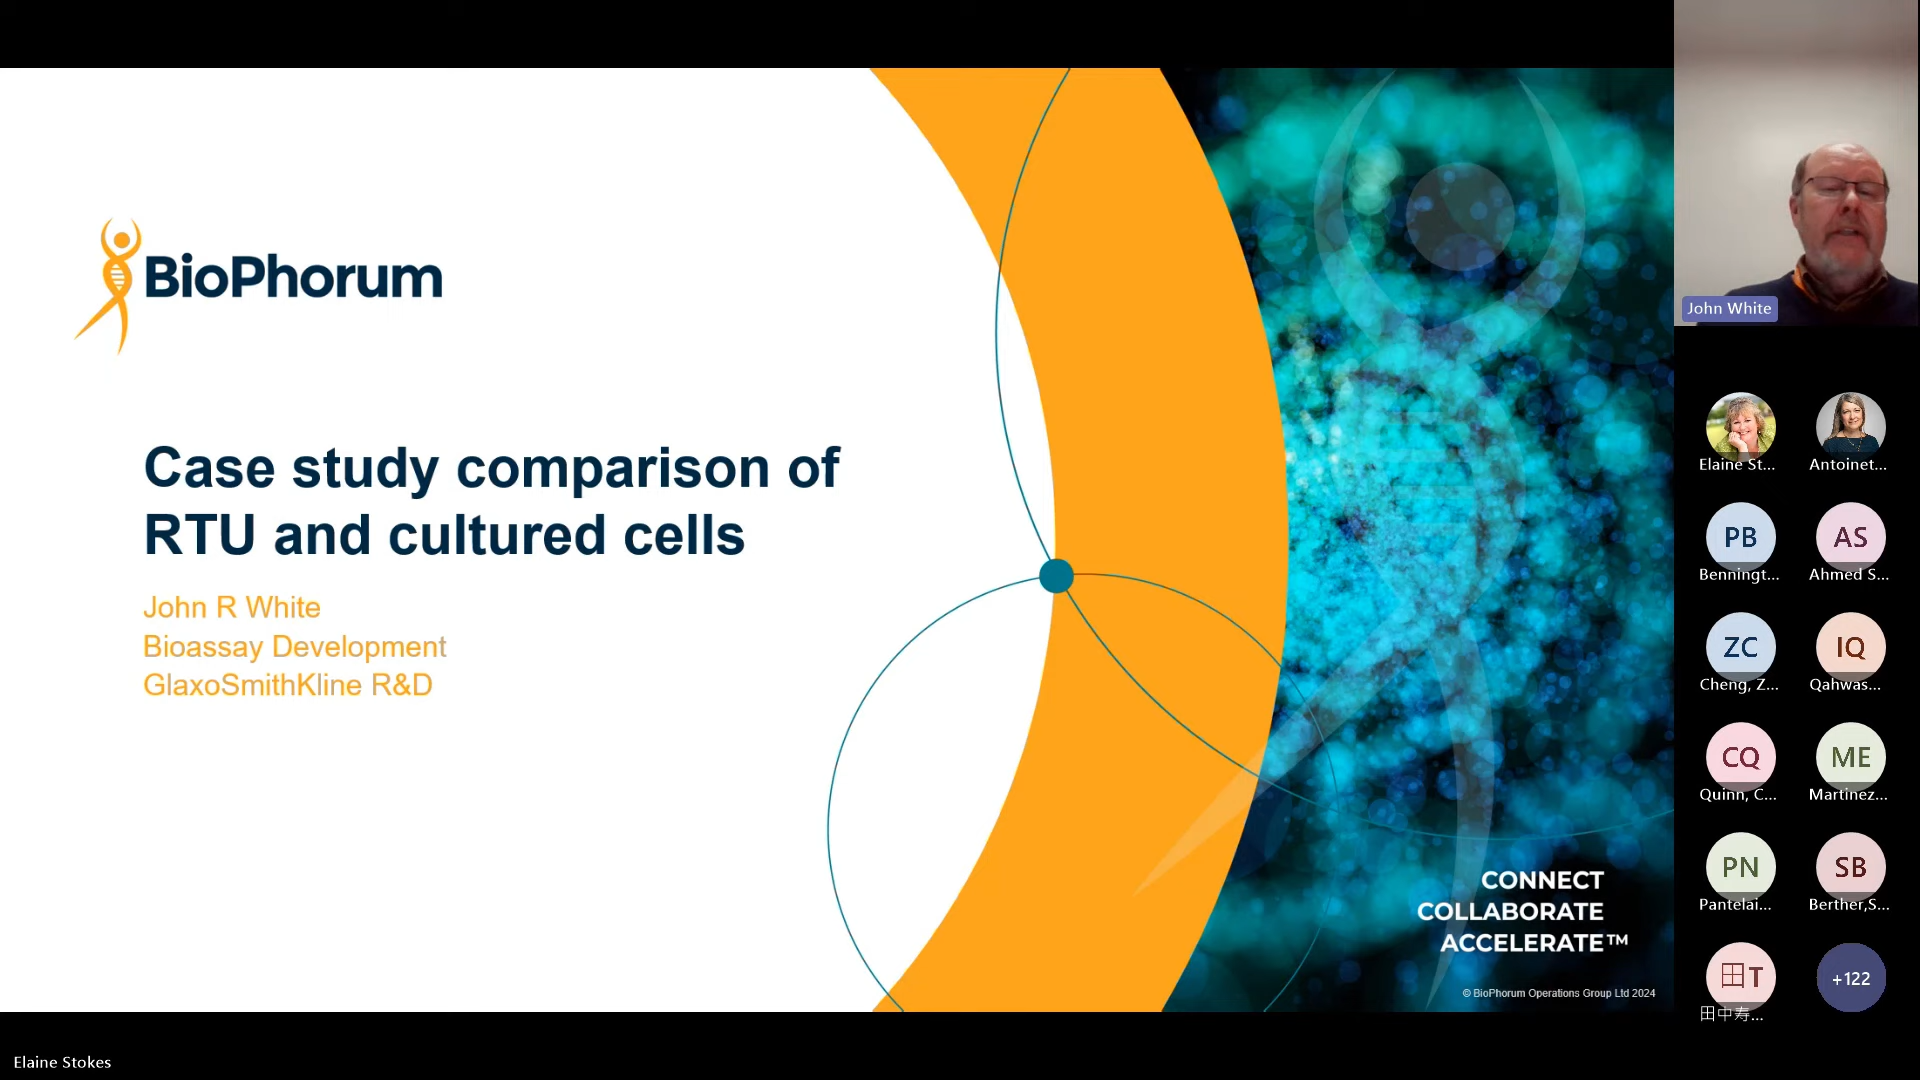 BioPhorum
Case study comparison of
RTU and cultured cells
John R White
Bioassay Development
GlaxoSmithKline R&D
CONNECT
COLLABORATE
ACCELERATE™
© BioPhorum Operations Group Ltd 2024
John White
Elaine St...
Antoinet...
PB
Benningt...
AS
Ahmed S...
ZC
Cheng, Z...
IQ
Qahwas...
CQ
Quinn, C...
ME
Martinez...
PN
Pantelai...
SB
Berther,S...
田T
田中寿...
+122
Elaine Stokes